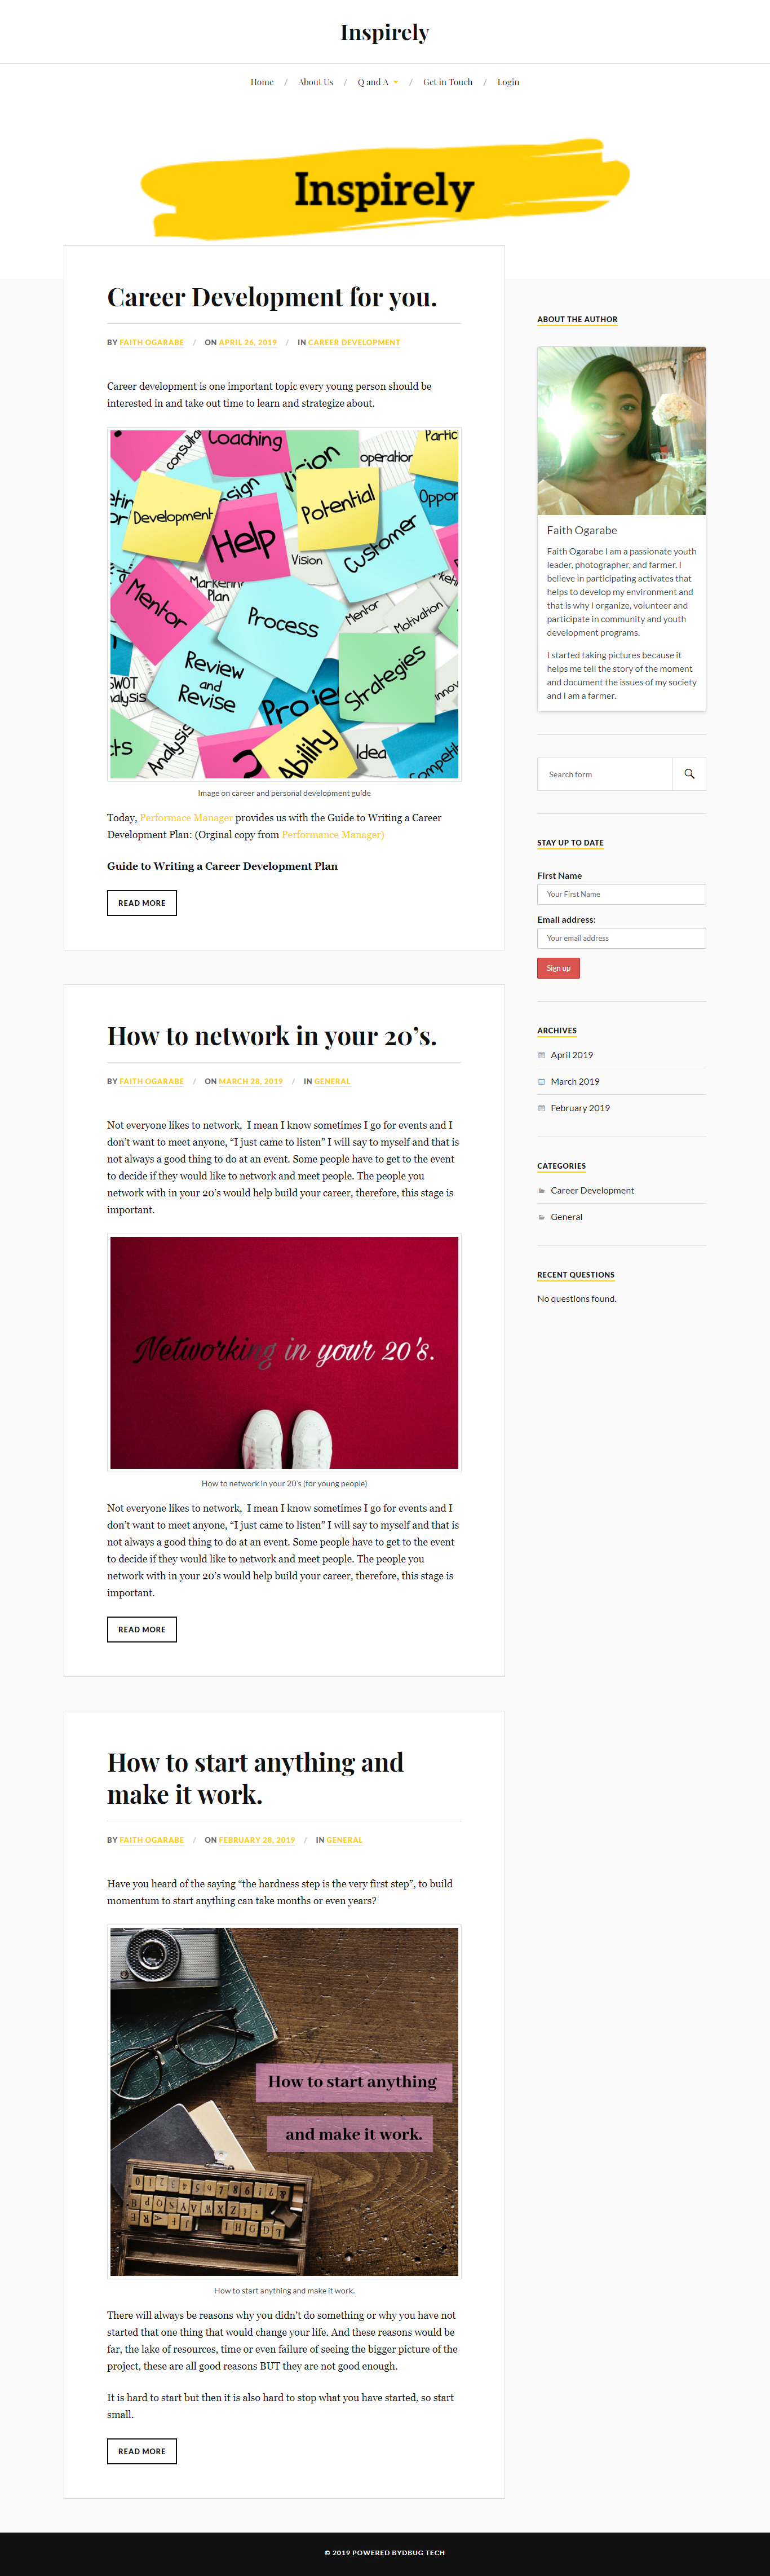 Inspirely
Home / About Us / Q and A / Get in Touch / Login
Inspirely
Career Development for you.
BY FAITH OGARABE / ON APRIL 26, 2019 / IN CAREER DEVELOPMENT
Career development is one important topic every young person should be
interested in and take out time to learn and strategize about.
Coaching
operation
Development
Potential
Help
Customer
Vision
Plan
Mentor
Process
Mentor
Motivation
Review
and
Revise
Strategies
Analysis
Ability
Idea
Image on career and personal development guide
Today, Performace Manager provides us with the Guide to Writing a Career
Development Plan: (Orginal copy from Performance Manager)
Guide to Writing a Career Development Plan
READ MORE
How to network in your 20’s.
BY FAITH OGARABE / ON MARCH 28, 2019 / IN GENERAL
Not everyone likes to network,  I mean I know sometimes I go for events and I
don’t want to meet anyone, “I just came to listen” I will say to myself and that is
not always a good thing to do at an event. Some people have to get to the event
to decide if they would like to network and meet people. The people you
network with in your 20’s would help build your career, therefore, this stage is
important.
Networking in your 20's.
How to network in your 20's (for young people)
Not everyone likes to network,  I mean I know sometimes I go for events and I
don’t want to meet anyone, “I just came to listen” I will say to myself and that is
not always a good thing to do at an event. Some people have to get to the event
to decide if they would like to network and meet people. The people you
network with in your 20’s would help build your career, therefore, this stage is
important.
READ MORE
How to start anything and
make it work.
BY FAITH OGARABE / ON FEBRUARY 28, 2019 / IN GENERAL
Have you heard of the saying “the hardness step is the very first step”, to build
momentum to start anything can take months or even years?
How to start anything
and make it work.
How to start anything and make it work.
There will always be reasons why you didn’t do something or why you have not
started that one thing that would change your life. And these reasons would be
far, the lake of resources, time or even failure of seeing the bigger picture of the
project, these are all good reasons BUT they are not good enough.
It is hard to start but then it is also hard to stop what you have started, so start
small.
READ MORE
ABOUT THE AUTHOR
Faith Ogarabe
Faith Ogarabe I am a passionate youth
leader, photographer, and farmer. I
believe in participating activates that
helps to develop my environment and
that is why I organize, volunteer and
participate in community and youth
development programs.
I started taking pictures because it
helps me tell the story of the moment
and document the issues of my society
and I am a farmer.
Search form
STAY UP TO DATE
First Name
Your First Name
Email address:
Your email address
Sign up
ARCHIVES
April 2019
March 2019
February 2019
CATEGORIES
Career Development
General
RECENT QUESTIONS
No questions found.
© 2019 POWERED BYDBUG TECH